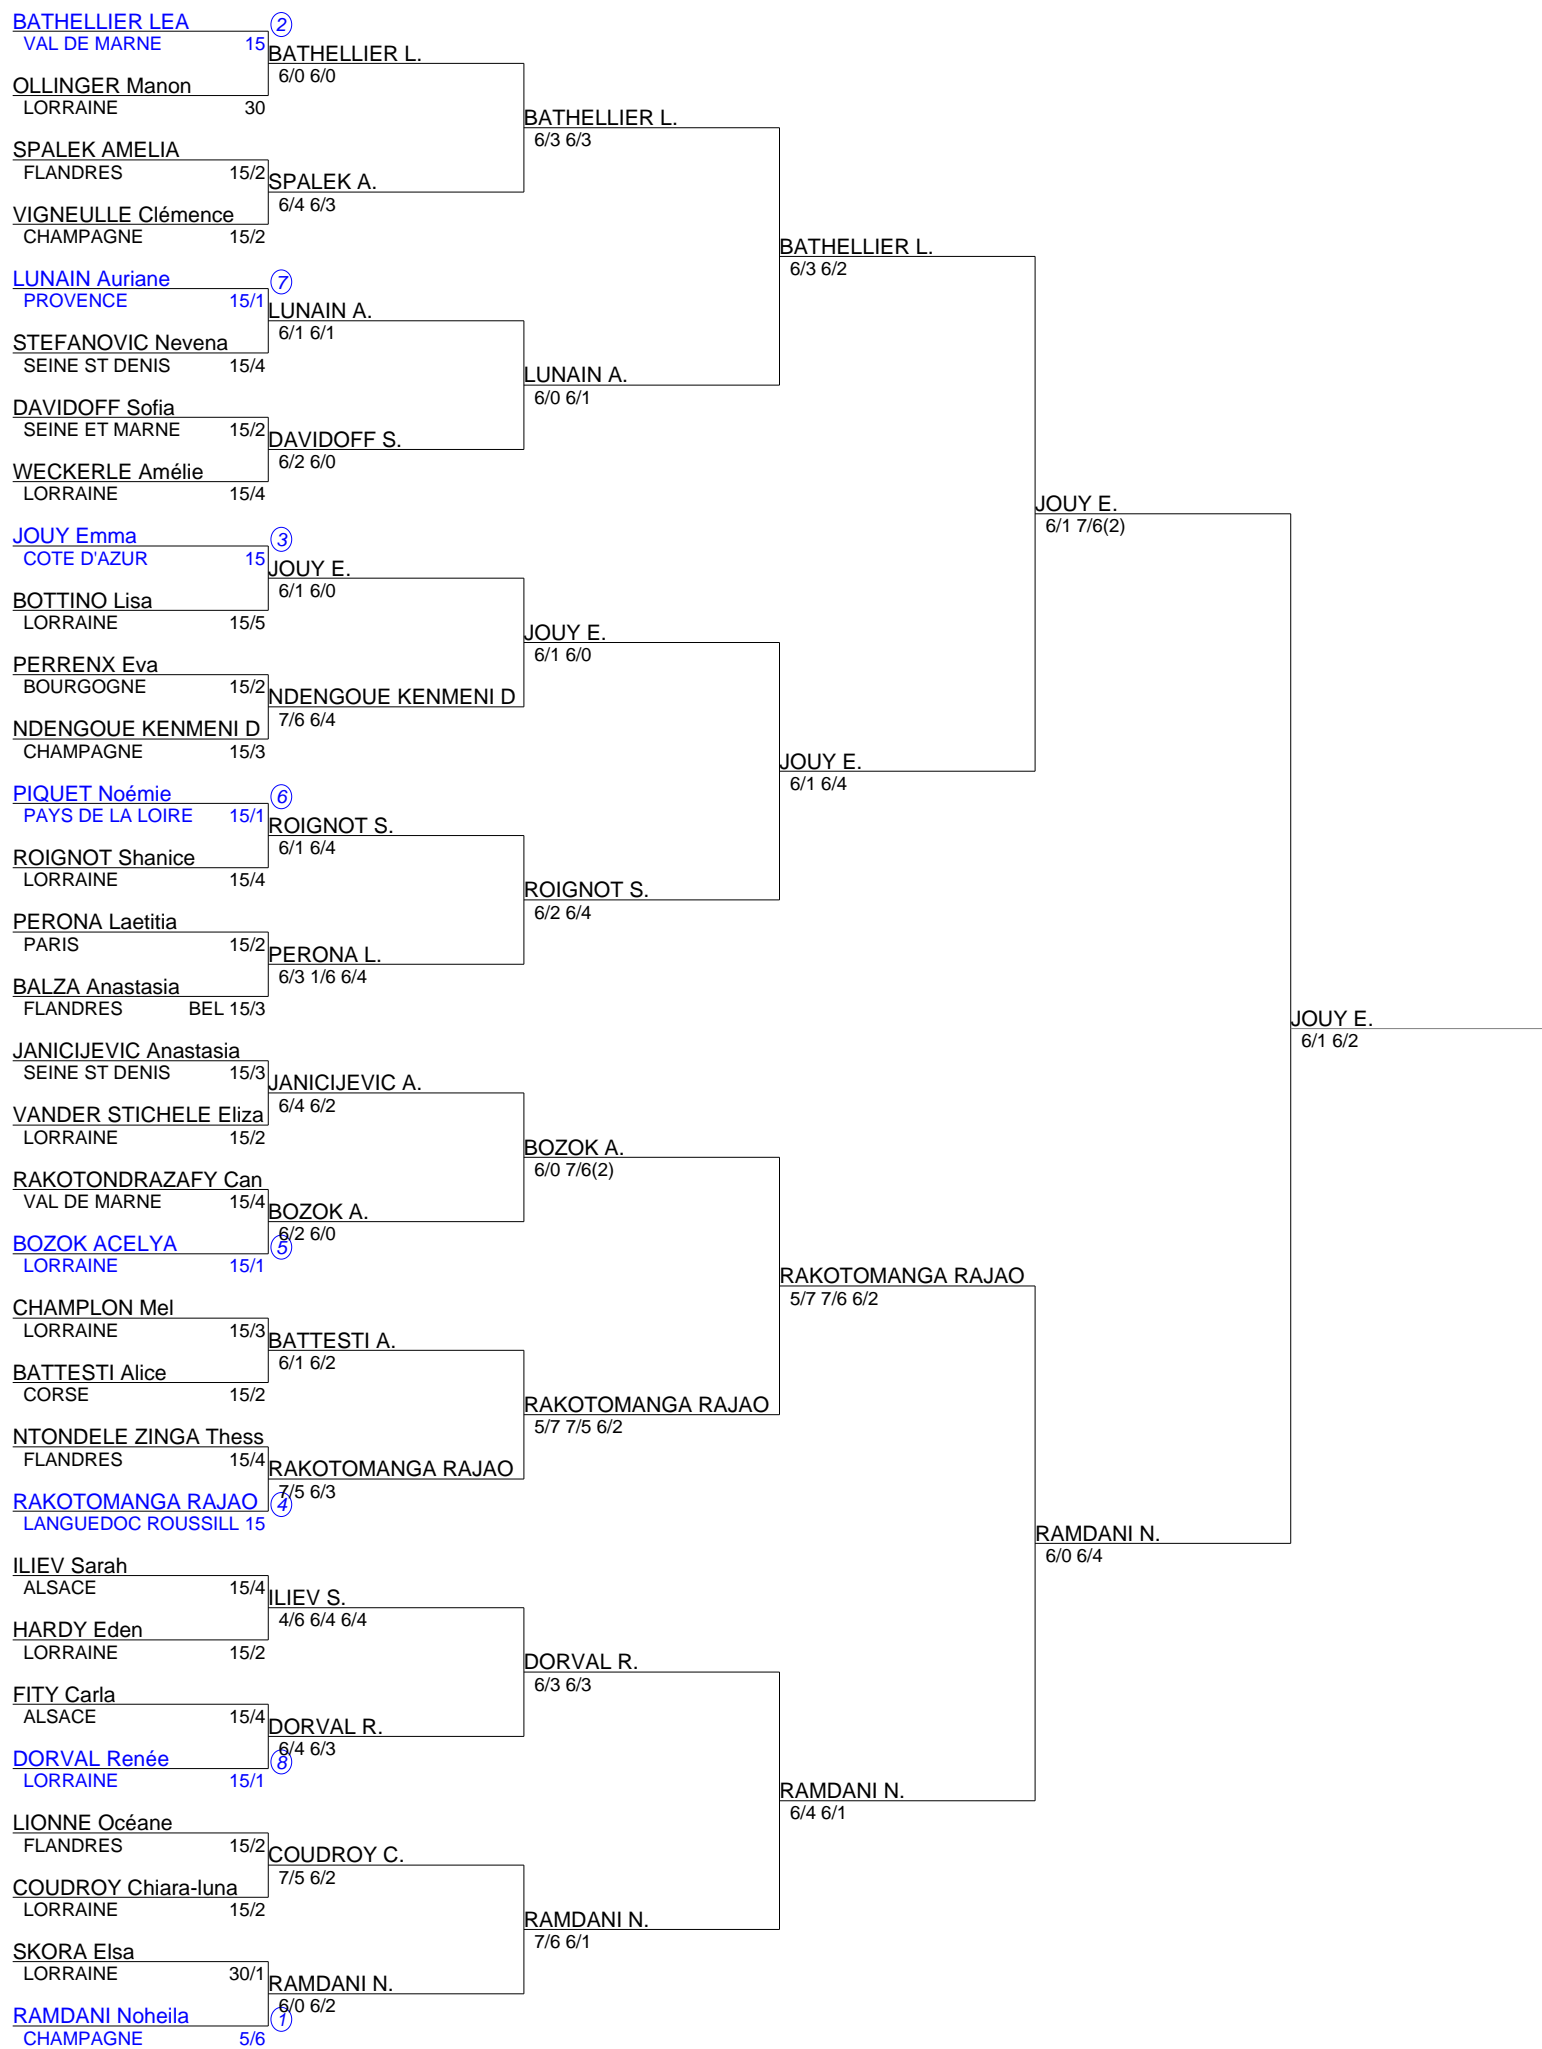 BATHELLIER LEA 2
VAL DE MARNE 15
BATHELLIER L.
6/0 6/0
OLLINGER Manon
LORRAINE 30
BATHELLIER L.
6/3 6/3
SPALEK AMELIA
FLANDRES 15/2
SPALEK A.
6/4 6/3
VIGNEULLE Clémence
CHAMPAGNE 15/2
BATHELLIER L.
6/3 6/2
LUNAIN Auriane 7
PROVENCE 15/1
LUNAIN A.
6/1 6/1
STEFANOVIC Nevena
SEINE ST DENIS 15/4
LUNAIN A.
6/0 6/1
DAVIDOFF Sofia
SEINE ET MARNE 15/2
DAVIDOFF S.
6/2 6/0
WECKERLE Amélie
LORRAINE 15/4
JOUY E.
6/1 7/6(2)
JOUY Emma 3
COTE D'AZUR 15
JOUY E.
6/1 6/0
BOTTINO Lisa
LORRAINE 15/5
JOUY E.
6/1 6/0
PERRENX Eva
BOURGOGNE 15/2
NDENGOUE KENMENI D
7/6 6/4
NDENGOUE KENMENI D
CHAMPAGNE 15/3
JOUY E.
6/1 6/4
PIQUET Noémie 6
PAYS DE LA LOIRE 15/1
ROIGNOT S.
6/1 6/4
ROIGNOT Shanice
LORRAINE 15/4
ROIGNOT S.
6/2 6/4
PERONA Laetitia
PARIS 15/2
PERONA L.
6/3 1/6 6/4
BALZA Anastasia
FLANDRES BEL 15/3
JOUY E.
6/1 6/2
JANICIJEVIC Anastasia
SEINE ST DENIS 15/3
JANICIJEVIC A.
6/4 6/2
VANDER STICHELE Eliza
LORRAINE 15/2
BOZOK A.
6/0 7/6(2)
RAKOTONDRAZAFY Can
VAL DE MARNE 15/4
BOZOK A.
6/2 6/0
BOZOK ACELYA 5
LORRAINE 15/1
RAKOTOMANGA RAJAO
5/7 7/6 6/2
CHAMPLON Mel
LORRAINE 15/3
BATTESTI A.
6/1 6/2
BATTESTI Alice
CORSE 15/2
RAKOTOMANGA RAJAO
5/7 7/5 6/2
NTONDELE ZINGA Thess
FLANDRES 15/4
RAKOTOMANGA RAJAO
7/5 6/3
RAKOTOMANGA RAJAO 4
LANGUEDOC ROUSSILL 15
RAMDANI N.
6/0 6/4
ILIEV Sarah
ALSACE 15/4
ILIEV S.
4/6 6/4 6/4
HARDY Eden
LORRAINE 15/2
DORVAL R.
6/3 6/3
FITY Carla
ALSACE 15/4
DORVAL R.
6/4 6/3
DORVAL Renée 8
LORRAINE 15/1
RAMDANI N.
6/4 6/1
LIONNE Océane
FLANDRES 15/2
COUDROY C.
7/5 6/2
COUDROY Chiara-luna
LORRAINE 15/2
RAMDANI N.
7/6 6/1
SKORA Elsa
LORRAINE 30/1
RAMDANI N.
6/0 6/2
RAMDANI Noheila 1
CHAMPAGNE 5/6